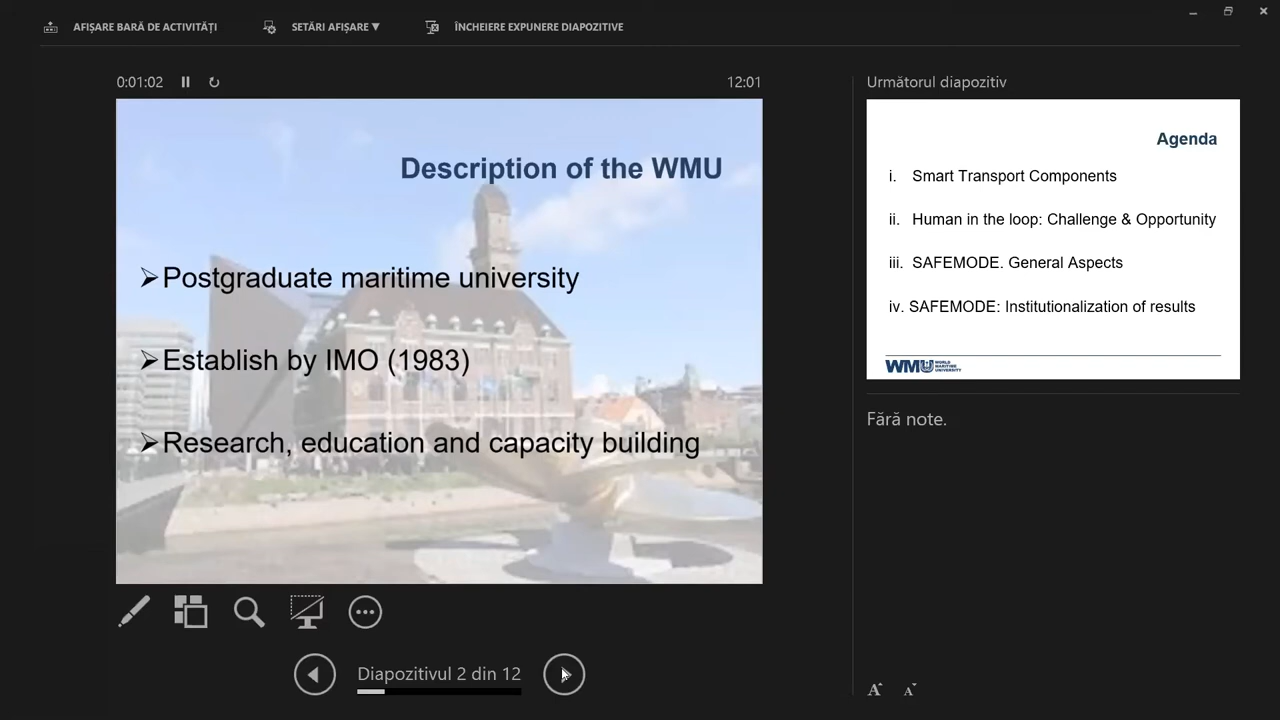 AFIȘARE BARĂ DE ACTIVITĂȚI
SETĂRI AFIȘARE ▼
ÎNCHEIERE EXPUNERE DIAPOZITIVE
0:01:02
12:01
Description of the WMU
➢Postgraduate maritime university
➢Establish by IMO (1983)
➢Research, education and capacity building
Diapozitivul 2 din 12
Următorul diapozitiv
Agenda
i. Smart Transport Components
ii. Human in the loop: Challenge & Opportunity
iii. SAFEMODE. General Aspects
iv. SAFEMODE: Institutionalization of results
WMU WORLD
MARITIME
UNIVERSITY
Fără note.
A A